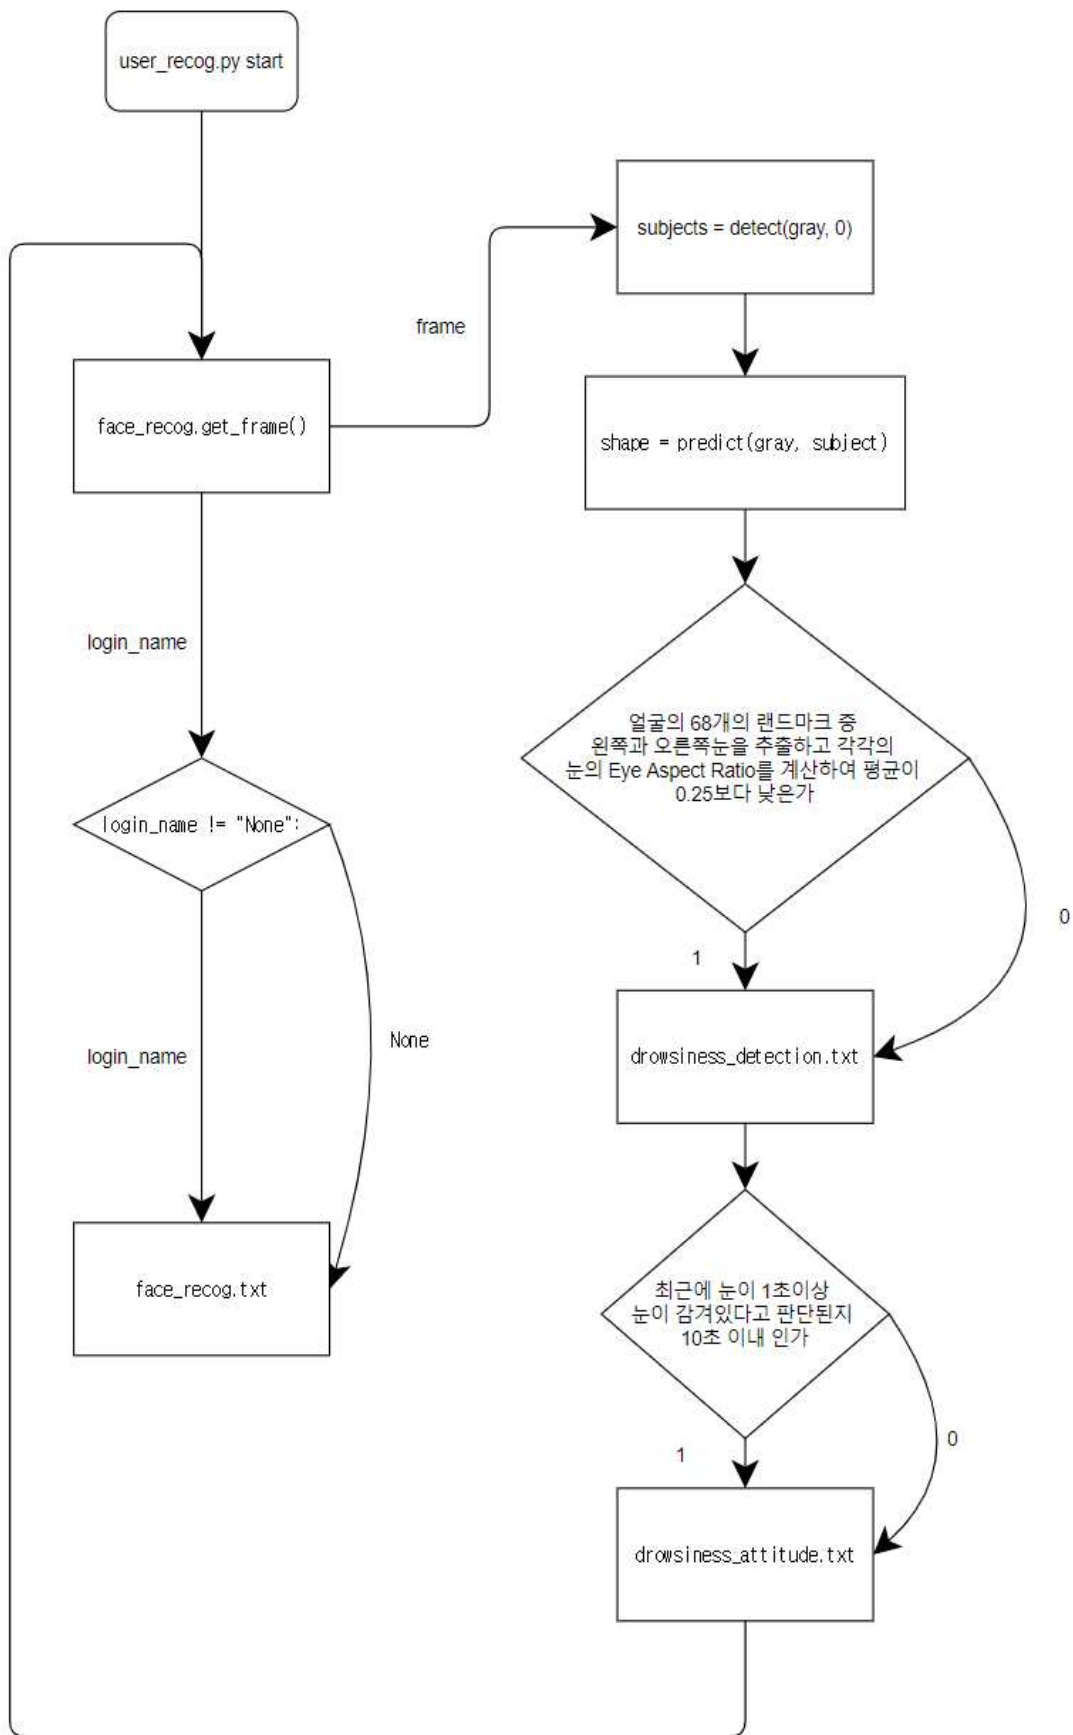 user_recog.py start
subjects = detect(gray, 0)
frame
face_recog.get_frame()
shape = predict(gray, subject)
login_name
얼굴의 68개의 랜드마크 중
왼쪽과 오른쪽눈을 추출하고 각각의
눈의 Eye Aspect Ratio를 계산하여 평균이
0.25보다 낮은가
login_name != "None":
0
1
login_name
None
drowsiness_detection.txt
face_recog.txt
최근에 눈이 1초이상
눈이 감겨있다고 판단된지
10초 이내 인가
0
1
drowsiness_attitude.txt